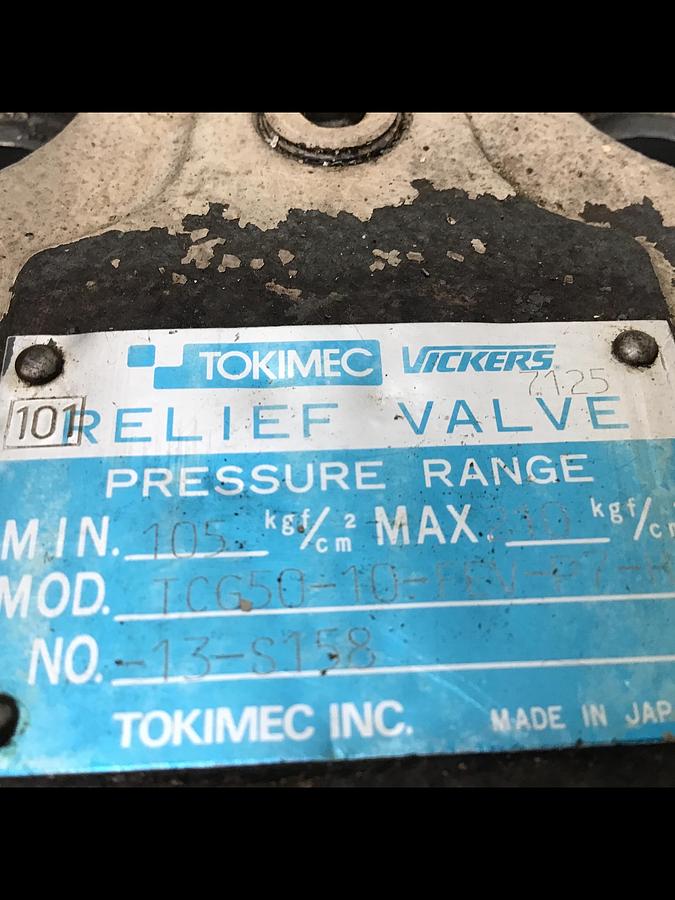 TOKIMEC VICKERS
7125
101 RELIEF VALVE
PRESSURE RANGE
MIN. 105 kgf/cm² MAX. 210 kgf/c
MOD. TCG50-10-
NO. -13-S158
TOKIMEC INC. MADE IN JAP